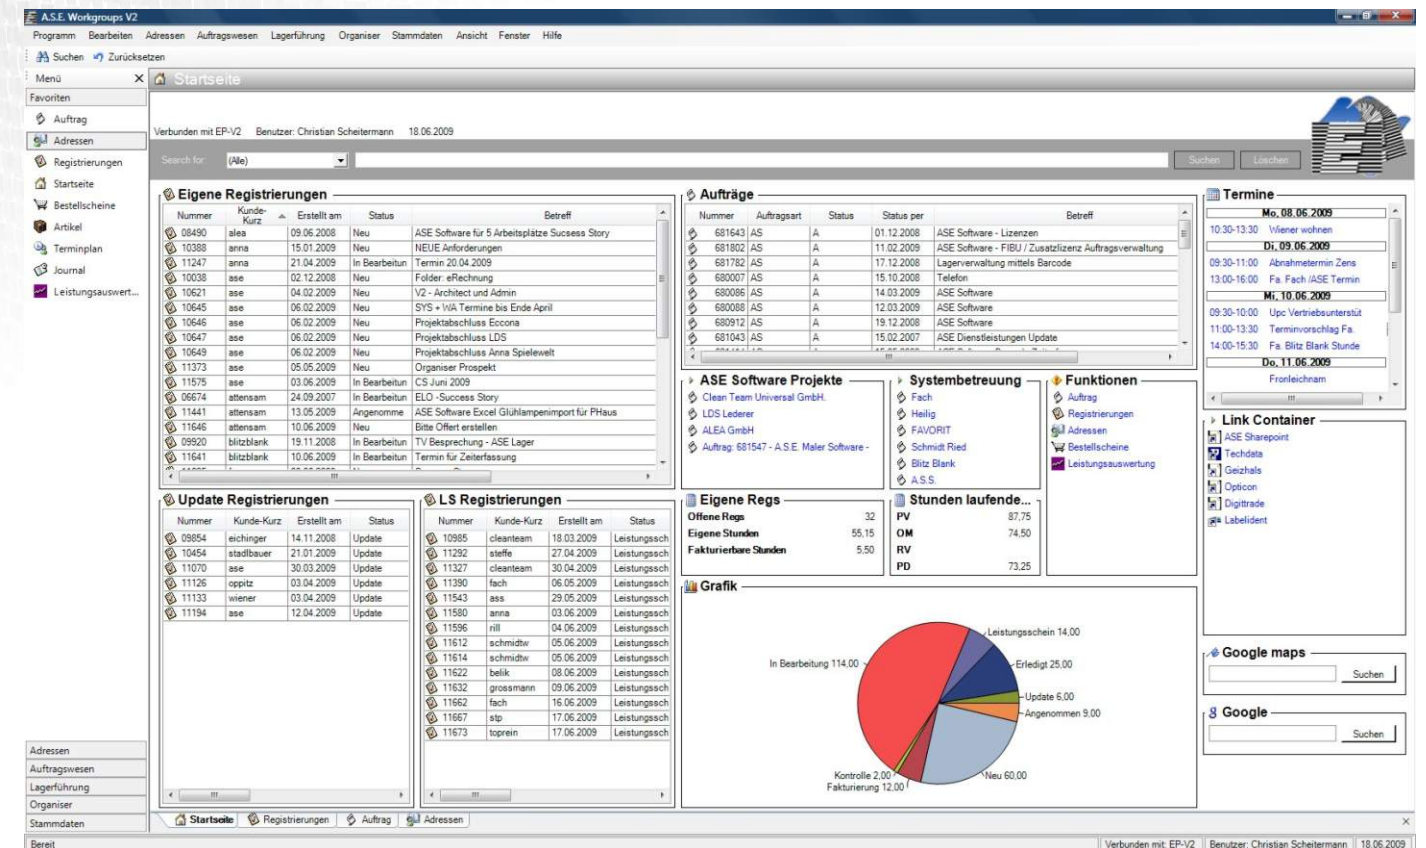 A.S.E. Workgroups V2
Programm Bearbeiten Adressen Auftragswesen Lagerführung Organiser Stammdaten Ansicht Fenster Hilfe
Suchen Zurücksetzen
Menü
Startseite
Favoriten
Auftrag
Adressen
Registrierungen
Startseite
Bestellscheine
Artikel
Terminplan
Journal
Leistungsauswert...
Adressen
Auftragswesen
Lagerführung
Organiser
Stammdaten
Verbunden mit EP-V2 Benutzer: Christian Scheitermann 18.06.2009
Search for: (Alle) Suchen Löschen
Eigene Registrierungen
Nummer Kunde-Kurz Erstellt am Status Betreff
08490 alea 09.06.2008 Neu ASE Software für 5 Arbeitsplätze Sucsess Story
10388 anna 15.01.2009 Neu NEUE Anforderungen
11247 anna 21.04.2009 In Bearbeitun Termin 20.04.2009
10038 ase 02.12.2008 Neu Folder: eRechnung
10621 ase 04.02.2009 Neu V2 - Architect und Admin
10645 ase 06.02.2009 Neu SYS + WA Termine bis Ende April
10646 ase 06.02.2009 Neu Projektabschluss Eccona
10647 ase 06.02.2009 Neu Projektabschluss LDS
10649 ase 06.02.2009 Neu Projektabschluss Anna Spielewelt
11373 ase 05.05.2009 Neu Organiser Prospekt
11575 ase 03.06.2009 In Bearbeitun CS Juni 2009
06674 attensam 24.09.2007 In Bearbeitun ELO -Success Story
11441 attensam 13.05.2009 Angenomme ASE Software Excel Glühlampenimport für PHaus
11646 attensam 10.06.2009 Neu Bitte Offert erstellen
09920 blitzblank 19.11.2008 In Bearbeitun TV Besprechung - ASE Lager
11641 blitzblank 10.06.2009 In Bearbeitun Termin für Zeiterfassung
Aufträge
Nummer Auftragsart Status Status per Betreff
681643 AS A 01.12.2008 ASE Software - Lizenzen
681802 AS A 11.02.2009 ASE Software - FIBU / Zusatzlizenz Auftragsverwaltung
681782 AS A 17.12.2008 Lagerverwaltung mittels Barcode
680007 AS A 15.10.2008 Telefon
680086 AS A 14.03.2009 ASE Software
680088 AS A 12.03.2009 ASE Software
680912 AS A 19.12.2008 ASE Software
681043 AS A 15.02.2007 ASE Dienstleistungen Update
Termine
Mo, 08.06.2009
10:30-13:30 Wiener wohnen
Di, 09.06.2009
09:30-11:00 Abnahmetermin Zens
13:00-16:00 Fa. Fach /ASE Termin
Mi, 10.06.2009
09:30-10:00 Upc Vertriebsunterstüt
11:00-13:30 Terminvorschlag Fa.
14:00-15:30 Fa. Blitz Blank Stunde
Do, 11.06.2009
Fronleichnam
ASE Software Projekte
Clean Team Universal GmbH.
LDS Lederer
ALEA GmbH
Auftrag: 681547 - A.S.E. Maler Software -
Systembetreuung
Fach
Heilig
FAVORIT
Schmidt Ried
Blitz Blank
A.S.S.
Funktionen
Auftrag
Registrierungen
Adressen
Bestellscheine
Leistungsauswertung
Link Container
ASE Sharepoint
Techdata
Geizhals
Opticon
Digittrade
Labelident
Update Registrierungen
Nummer Kunde-Kurz Erstellt am Status
09854 eichinger 14.11.2008 Update
10454 stadlbauer 21.01.2009 Update
11070 ase 30.03.2009 Update
11126 oppitz 03.04.2009 Update
11133 wiener 03.04.2009 Update
11194 ase 12.04.2009 Update
LS Registrierungen
Nummer Kunde-Kurz Erstellt am Status
10985 cleanteam 18.03.2009 Leistungssch
11292 steffe 27.04.2009 Leistungssch
11327 cleanteam 30.04.2009 Leistungssch
11390 fach 06.05.2009 Leistungssch
11543 ass 29.05.2009 Leistungssch
11580 anna 03.06.2009 Leistungssch
11596 rill 04.06.2009 Leistungssch
11612 schmidtw 05.06.2009 Leistungssch
11614 schmidtw 05.06.2009 Leistungssch
11622 belik 08.06.2009 Leistungssch
11632 grossmann 09.06.2009 Leistungssch
11662 fach 16.06.2009 Leistungssch
11667 stp 17.06.2009 Leistungssch
11673 toprein 17.06.2009 Leistungssch
Eigene Regs
Offene Regs 32
Eigene Stunden 55,15
Fakturierbare Stunden 5,50
Stunden laufende...
PV 87,75
OM 74,50
RV
PD 73,25
Grafik
Leistungsschein 14,00
In Bearbeitung 114,00
Erledigt 25,00
Update 6,00
Angenommen 9,00
Kontrolle 2,00
Neu 60,00
Fakturierung 12,00
Google maps
Suchen
Google
Suchen
Startseite Registrierungen Auftrag Adressen
Bereit
Verbunden mit: EP-V2 Benutzer: Christian Scheitermann 18.06.2009